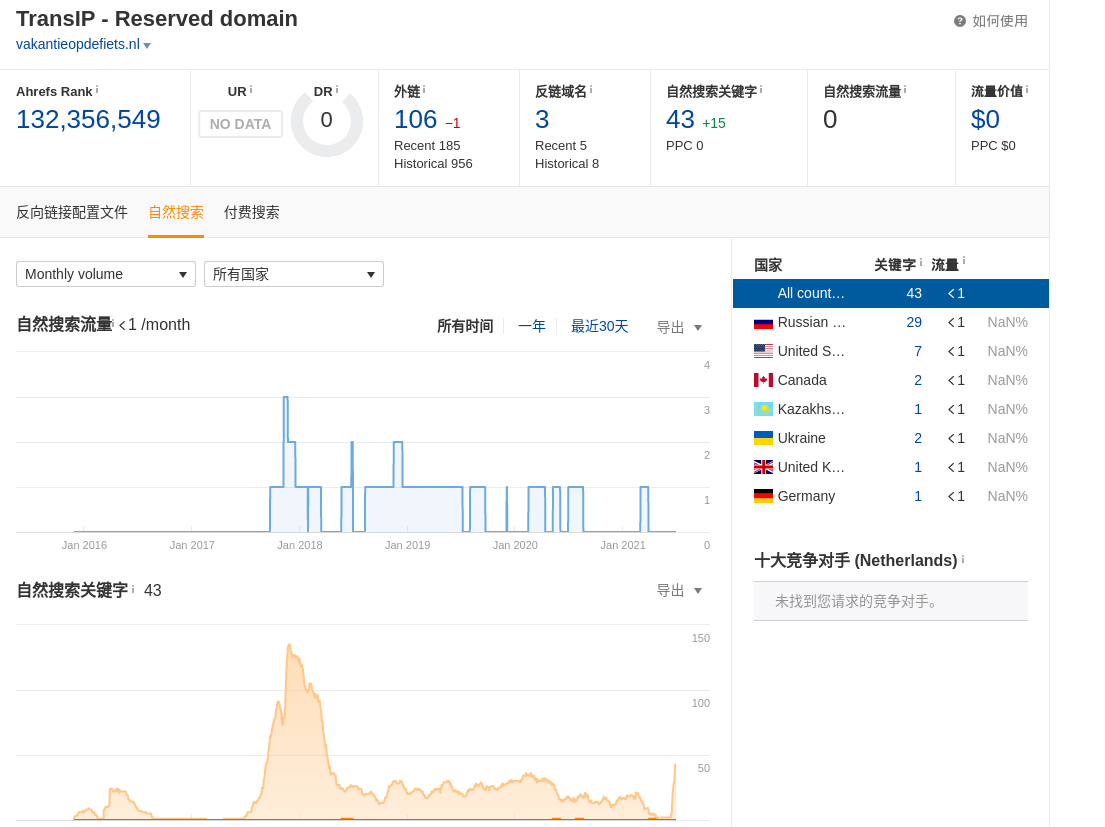 TransIP - Reserved domain
如何使用
vakantieopdefiets.nl
Ahrefs Rank i
132,356,549
UR i
NO DATA
DR i
0
外链 i
106 −1
Recent 185
Historical 956
反链域名 i
3
Recent 5
Historical 8
自然搜索关键字 i
43 +15
PPC 0
自然搜索流量 i
0
流量价值 i
$0
PPC $0
反向链接配置文件 自然搜索 付费搜索
Monthly volume 所有国家
自然搜索流量 i <1 /month
所有时间 一年 最近30天 导出
4
3
2
1
0
Jan 2016 Jan 2017 Jan 2018 Jan 2019 Jan 2020 Jan 2021
自然搜索关键字 i 43
导出
150
100
50
国家 关键字 i 流量 i
All count… 43 <1
Russian … 29 <1 NaN%
United S… 7 <1 NaN%
Canada 2 <1 NaN%
Kazakhs… 1 <1 NaN%
Ukraine 2 <1 NaN%
United K… 1 <1 NaN%
Germany 1 <1 NaN%
十大竞争对手 (Netherlands) i
未找到您请求的竞争对手。